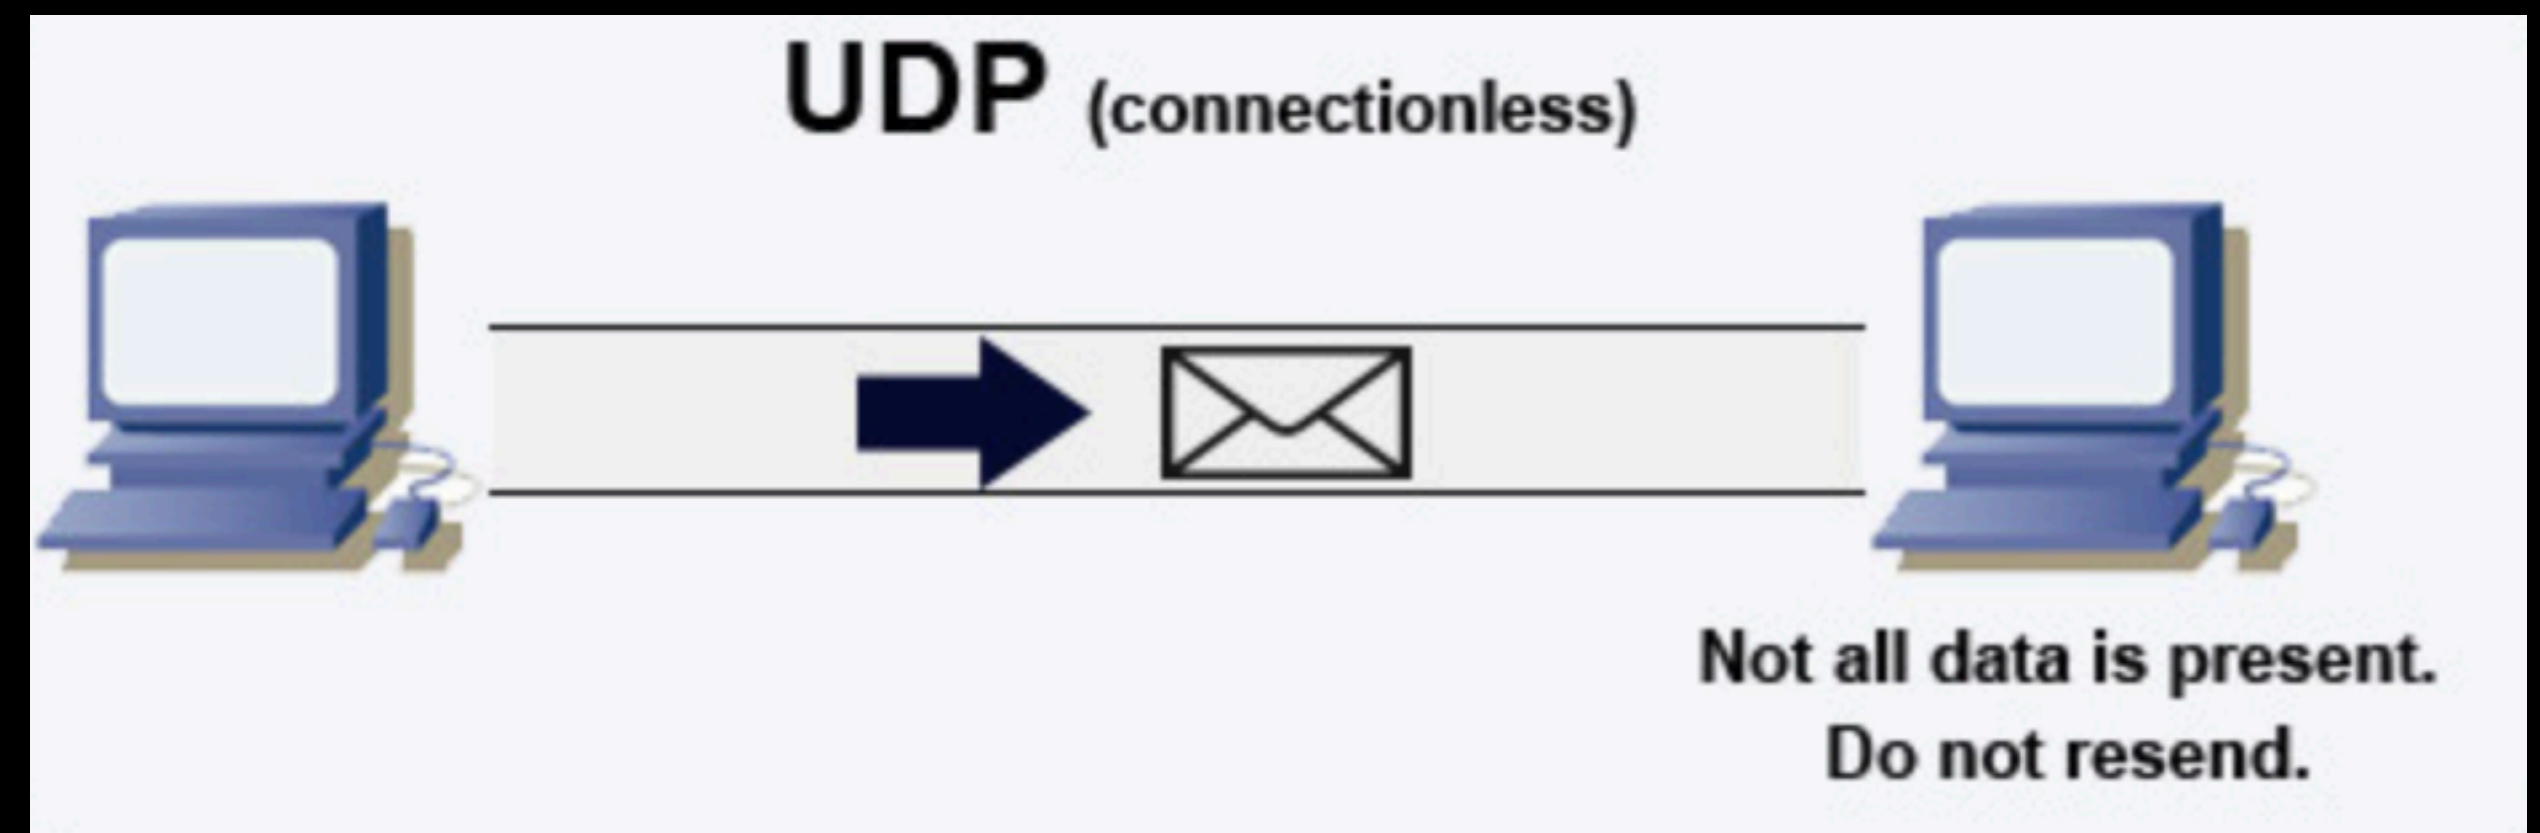 UDP (connectionless)
Not all data is present.
Do not resend.